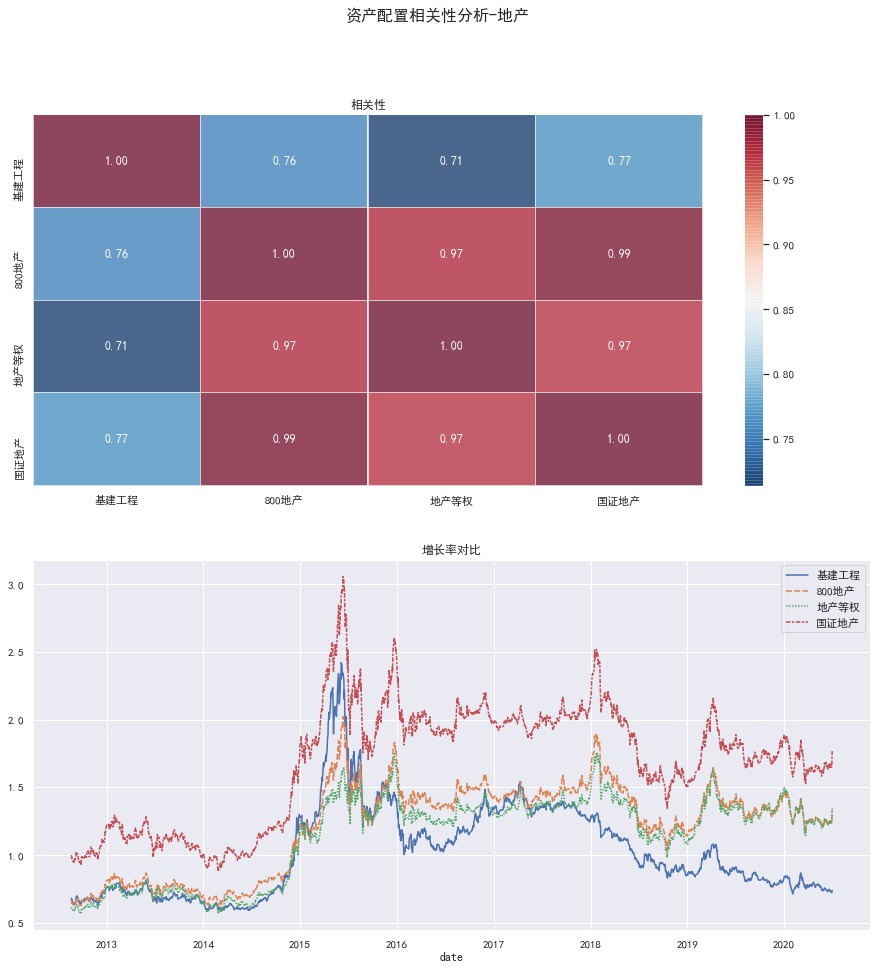 资产配置相关性分析-地产
相关性
基建工程
800地产
地产等权
国证地产
1.00 0.76 0.71 0.77
0.76 1.00 0.97 0.99
0.71 0.97 1.00 0.97
0.77 0.99 0.97 1.00
基建工程 800地产 地产等权 国证地产
1.00
0.95
0.90
0.85
0.80
0.75
增长率对比
基建工程
800地产
地产等权
国证地产
3.0
2.5
2.0
1.5
1.0
0.5
2013 2014 2015 2016 2017 2018 2019 2020
date